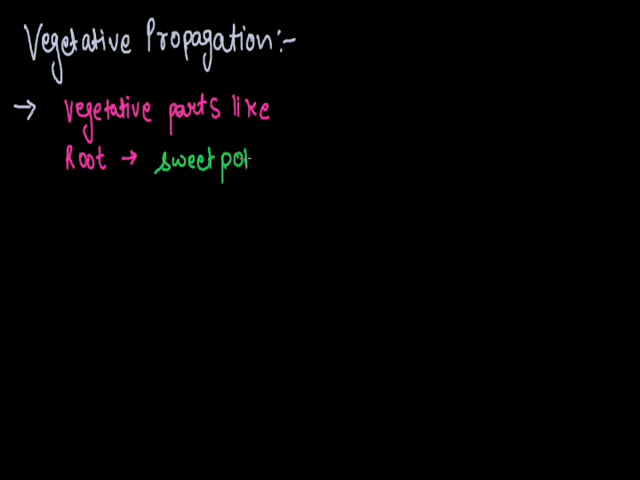 Vegetative Propagation:-
→ Vegetative parts like
Root → sweet pot